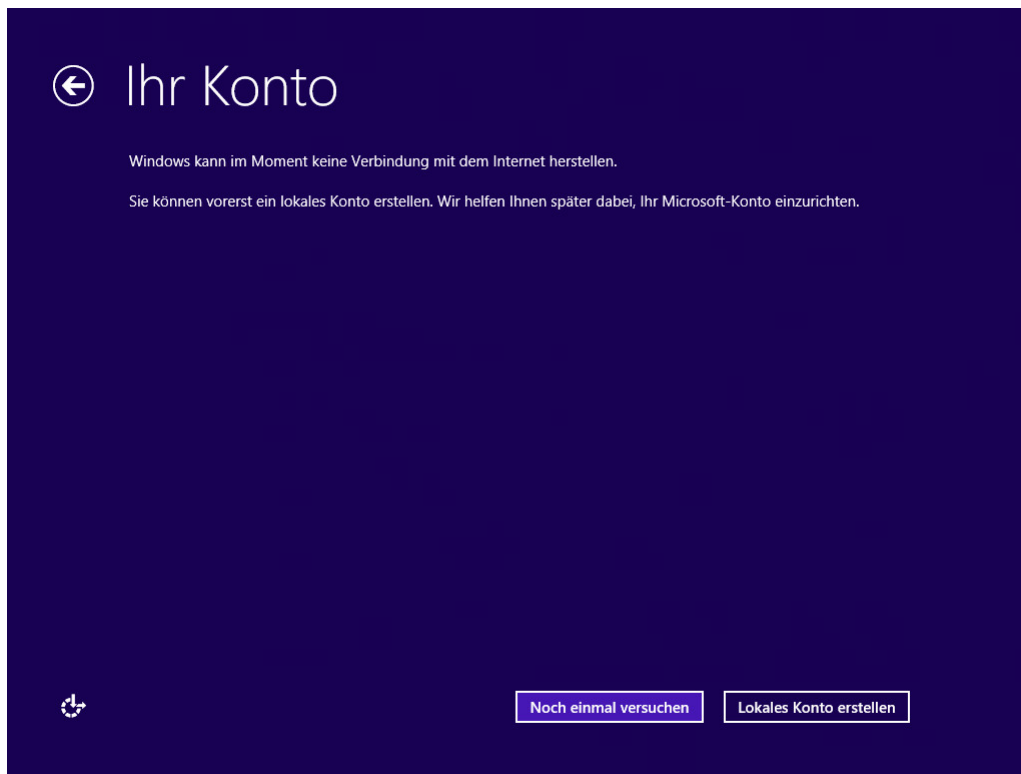 Ihr Konto
Windows kann im Moment keine Verbindung mit dem Internet herstellen.
Sie können vorerst ein lokales Konto erstellen. Wir helfen Ihnen später dabei, Ihr Microsoft-Konto einzurichten.
Noch einmal versuchen
Lokales Konto erstellen